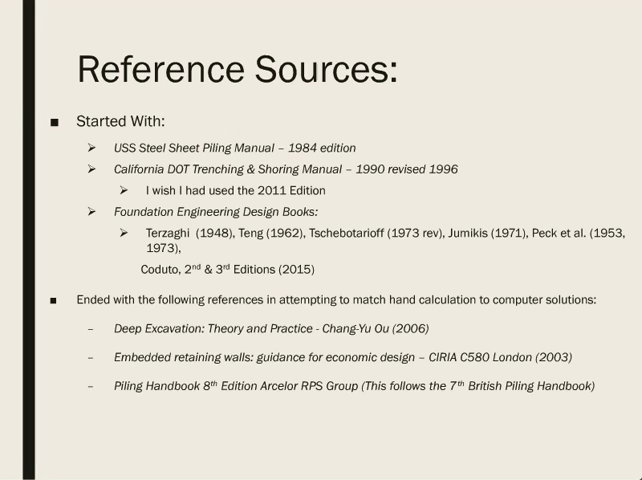 Reference Sources:
■ Started With:
➢ USS Steel Sheet Piling Manual – 1984 edition
➢ California DOT Trenching & Shoring Manual – 1990 revised 1996
➢ I wish I had used the 2011 Edition
➢ Foundation Engineering Design Books:
➢ Terzaghi (1948), Teng (1962), Tschebotarioff (1973 rev), Jumikis (1971), Peck et al. (1953,
1973),
Coduto, 2nd & 3rd Editions (2015)
■ Ended with the following references in attempting to match hand calculation to computer solutions:
– Deep Excavation: Theory and Practice - Chang-Yu Ou (2006)
– Embedded retaining walls: guidance for economic design – CIRIA C580 London (2003)
– Piling Handbook 8th Edition Arcelor RPS Group (This follows the 7th British Piling Handbook)